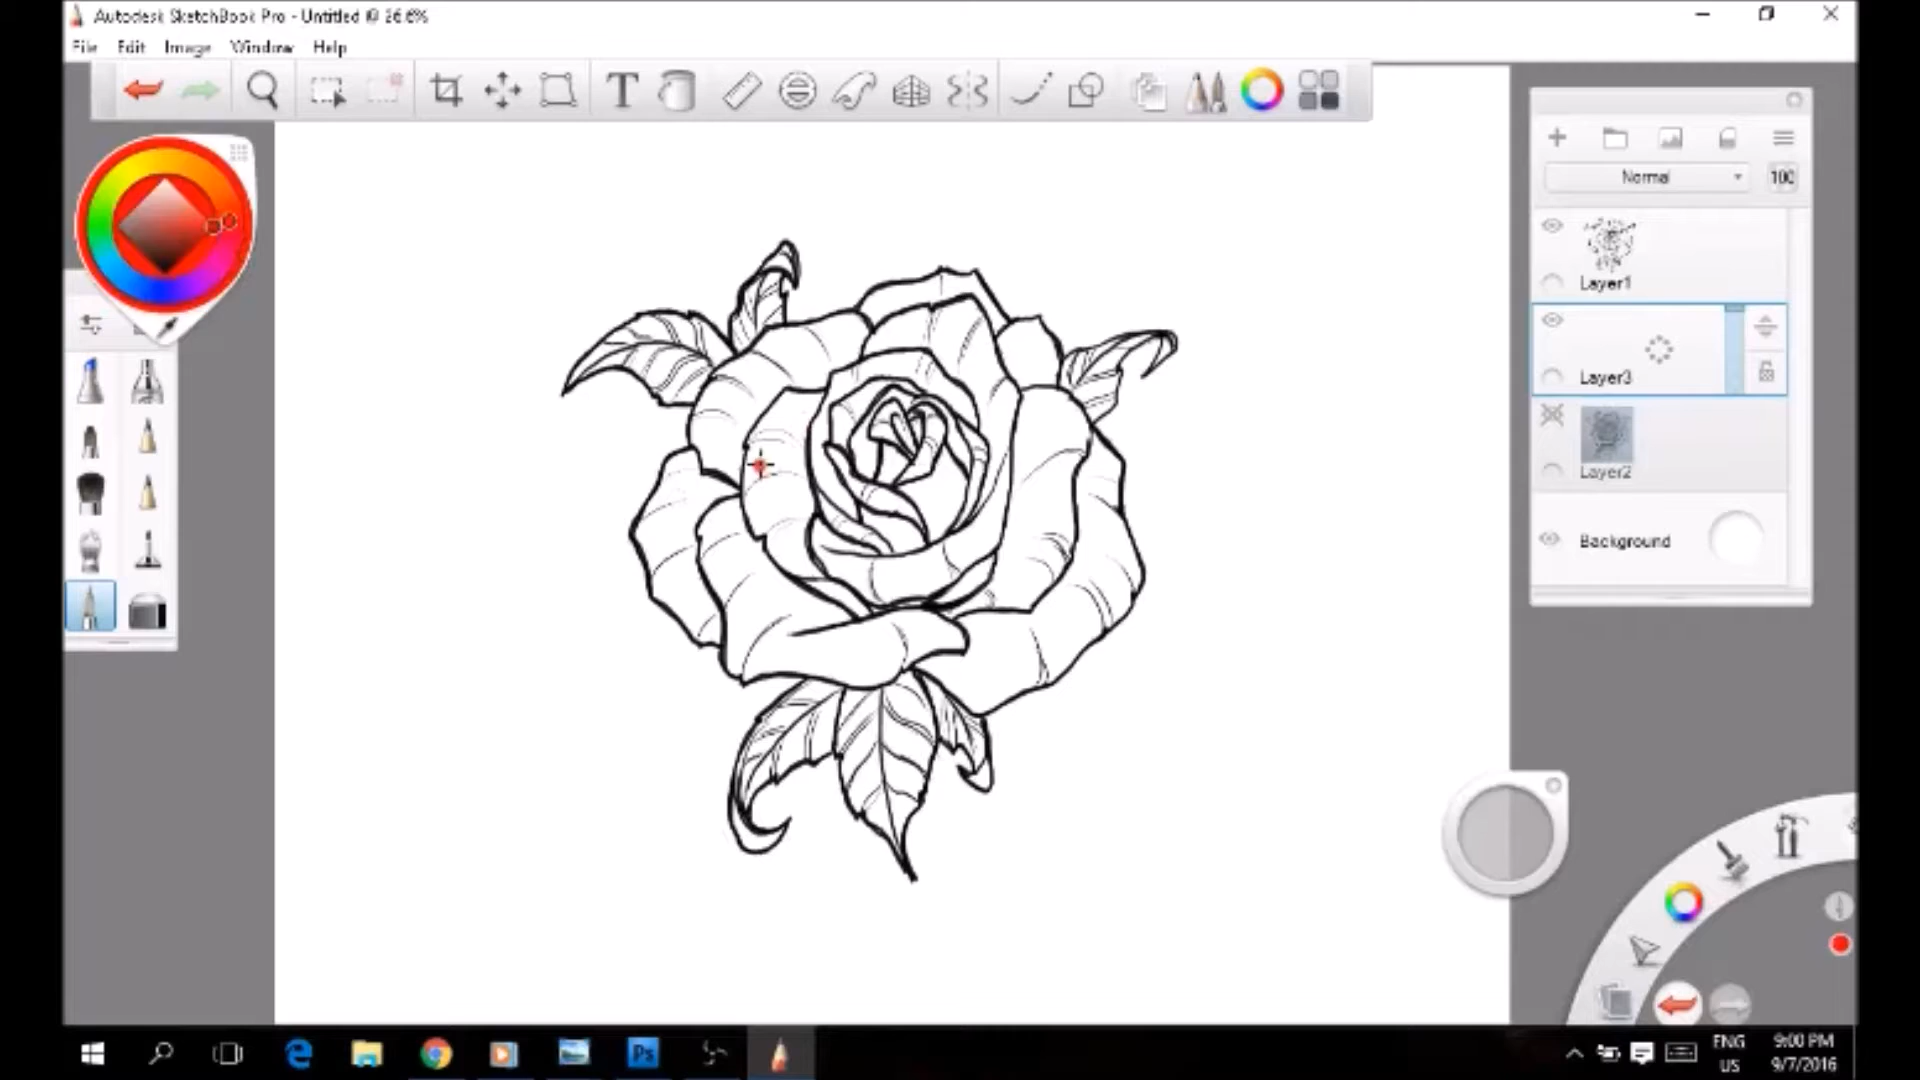 Autodesk SketchBook Pro - Untitled @ 26.6%
File Edit Image Window Help
T
Normal 100
Layer1
Layer3
Layer2
Background
Ps
ENG
US
9:00 PM
9/7/2016